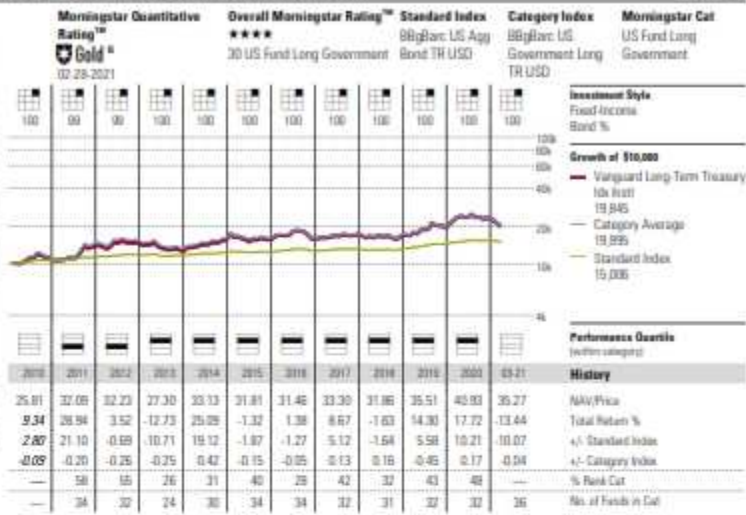 Morningstar Quantitative Rating™
Gold Q
02-28-2021
Overall Morningstar Rating™
★★★★
30 US Fund Long Government
Standard Index
BBgBarc US Agg
Bond TR USD
Category Index
BBgBarc US
Government Long
TR USD
Morningstar Cat
US Fund Long
Government
100 99 99 100 100 100 100 100 100 100 100 100
Investment Style
Fixed-Income
Bond %
100k
80k
60k
40k
20k
10k
4k
Growth of $10,000
Vanguard Long-Term Treasury
Idx Instl
19,845
Category Average
19,995
Standard Index
15,006
Performance Quartile
(within category)
2010 2011 2012 2013 2014 2015 2016 2017 2018 2019 2020 03-21 History
25.81 32.09 32.23 27.30 33.13 31.81 31.46 33.30 31.86 35.51 40.93 35.27 NAV/Price
9.34 28.94 3.52 -12.73 25.09 -1.32 1.38 8.67 -1.63 14.30 17.72 -13.44 Total Return %
2.80 21.10 -0.69 -10.71 19.12 -1.87 -1.27 5.12 -1.64 5.58 10.21 -10.07 +/- Standard Index
-0.09 -0.20 -0.26 -0.25 0.42 -0.15 -0.05 0.13 0.16 -0.45 0.17 -0.04 +/- Category Index
— 58 55 26 31 40 29 42 32 43 48 — % Rank Cat
— 34 32 24 30 34 34 32 31 32 32 36 No. of Funds in Cat